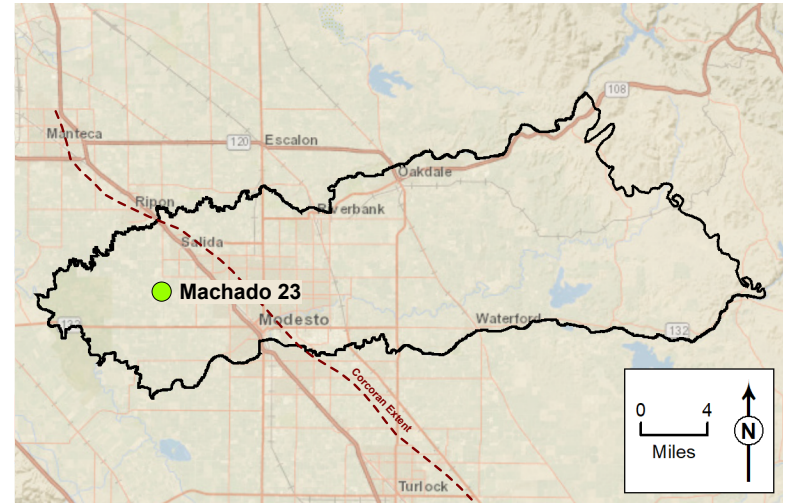 108
Manteca
120
Escalon
Oakdale
Ripon
Riverbank
Salida
Machado 23
132
Modesto
Waterford
132
Corcoran Extent
0 4
Miles
N
Turlock